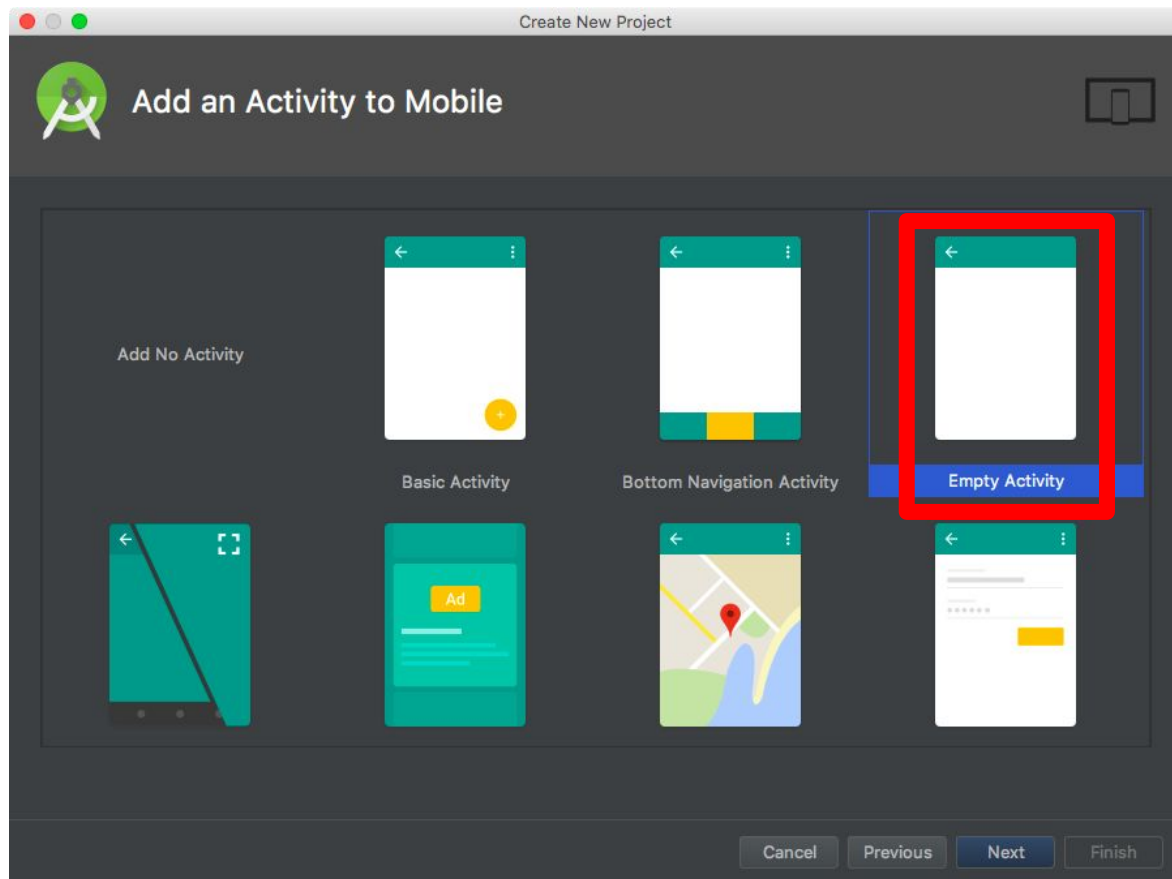 Create New Project
Add an Activity to Mobile
Add No Activity
+
Basic Activity
Bottom Navigation Activity
Empty Activity
Ad
Cancel
Previous
Next
Finish